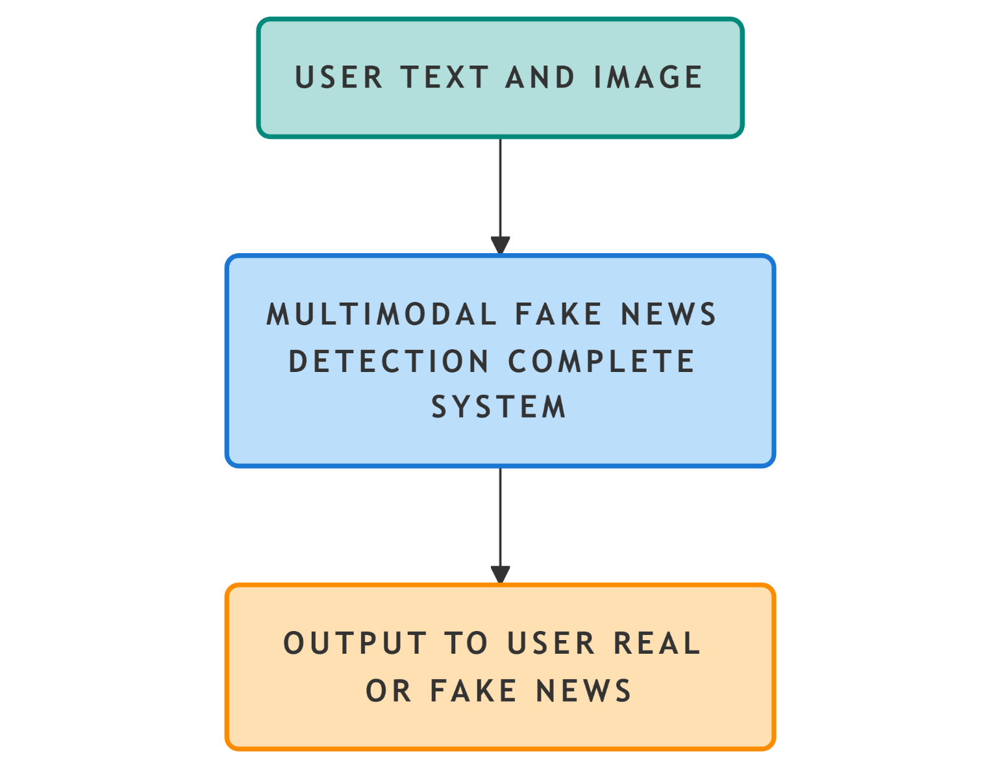 USER TEXT AND IMAGE
MULTIMODAL FAKE NEWS
DETECTION COMPLETE
SYSTEM
OUTPUT TO USER REAL
OR FAKE NEWS